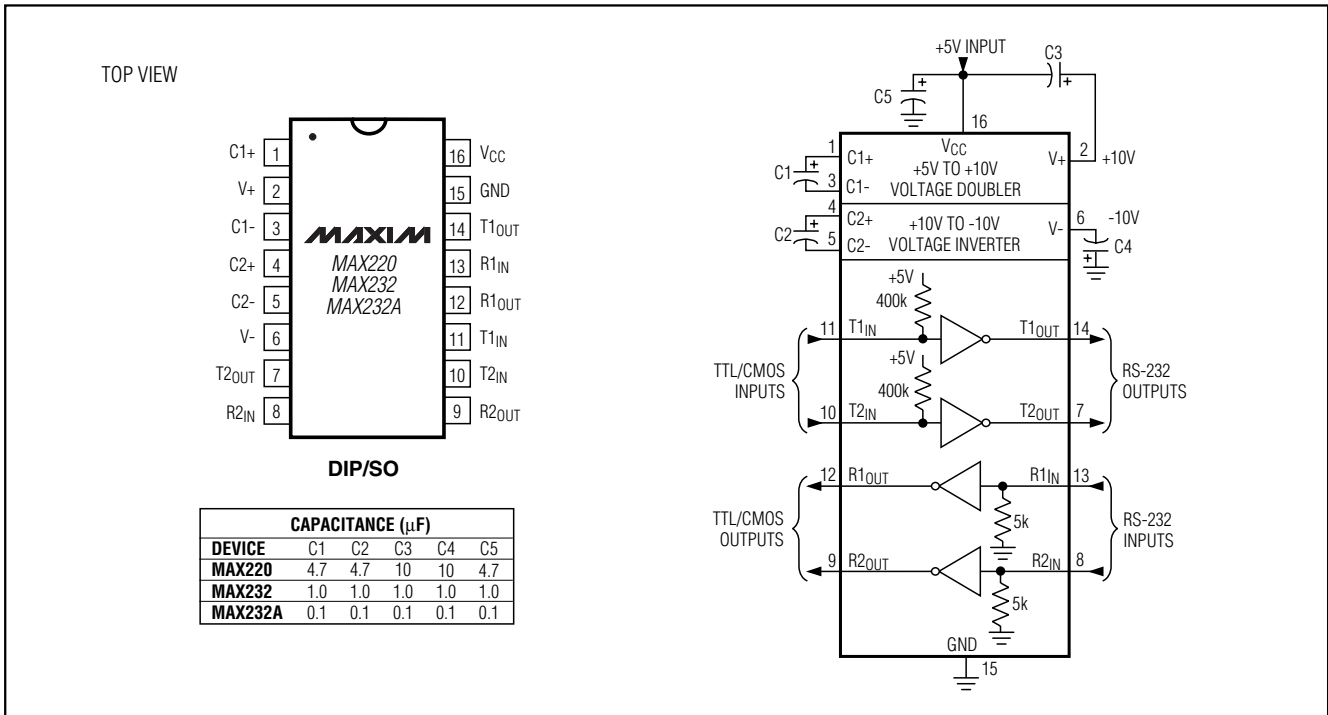 TOP VIEW
C1+ 1
V+ 2
C1- 3
C2+ 4
C2- 5
V- 6
T2OUT 7
R2IN 8
MAXIM
MAX220
MAX232
MAX232A
16 VCC
15 GND
14 T1OUT
13 R1IN
12 R1OUT
11 T1IN
10 T2IN
9 R2OUT
DIP/SO
CAPACITANCE (µF)
DEVICE C1 C2 C3 C4 C5
MAX220 4.7 4.7 10 10 4.7
MAX232 1.0 1.0 1.0 1.0 1.0
MAX232A 0.1 0.1 0.1 0.1 0.1
+5V INPUT
C3
+
C5
+
16
VCC
1 C1+
+5V TO +10V
VOLTAGE DOUBLER
V+ 2 +10V
C1 +
3 C1-
4 C2+
+10V TO -10V
VOLTAGE INVERTER
V- 6 -10V
C2 +
5 C2-
C4
+
+5V
400k
11 T1IN
T1OUT 14
TTL/CMOS
INPUTS
+5V
400k
RS-232
OUTPUTS
10 T2IN
T2OUT 7
12 R1OUT
R1IN 13
TTL/CMOS
OUTPUTS
5k
RS-232
INPUTS
9 R2OUT
R2IN 8
5k
GND
15